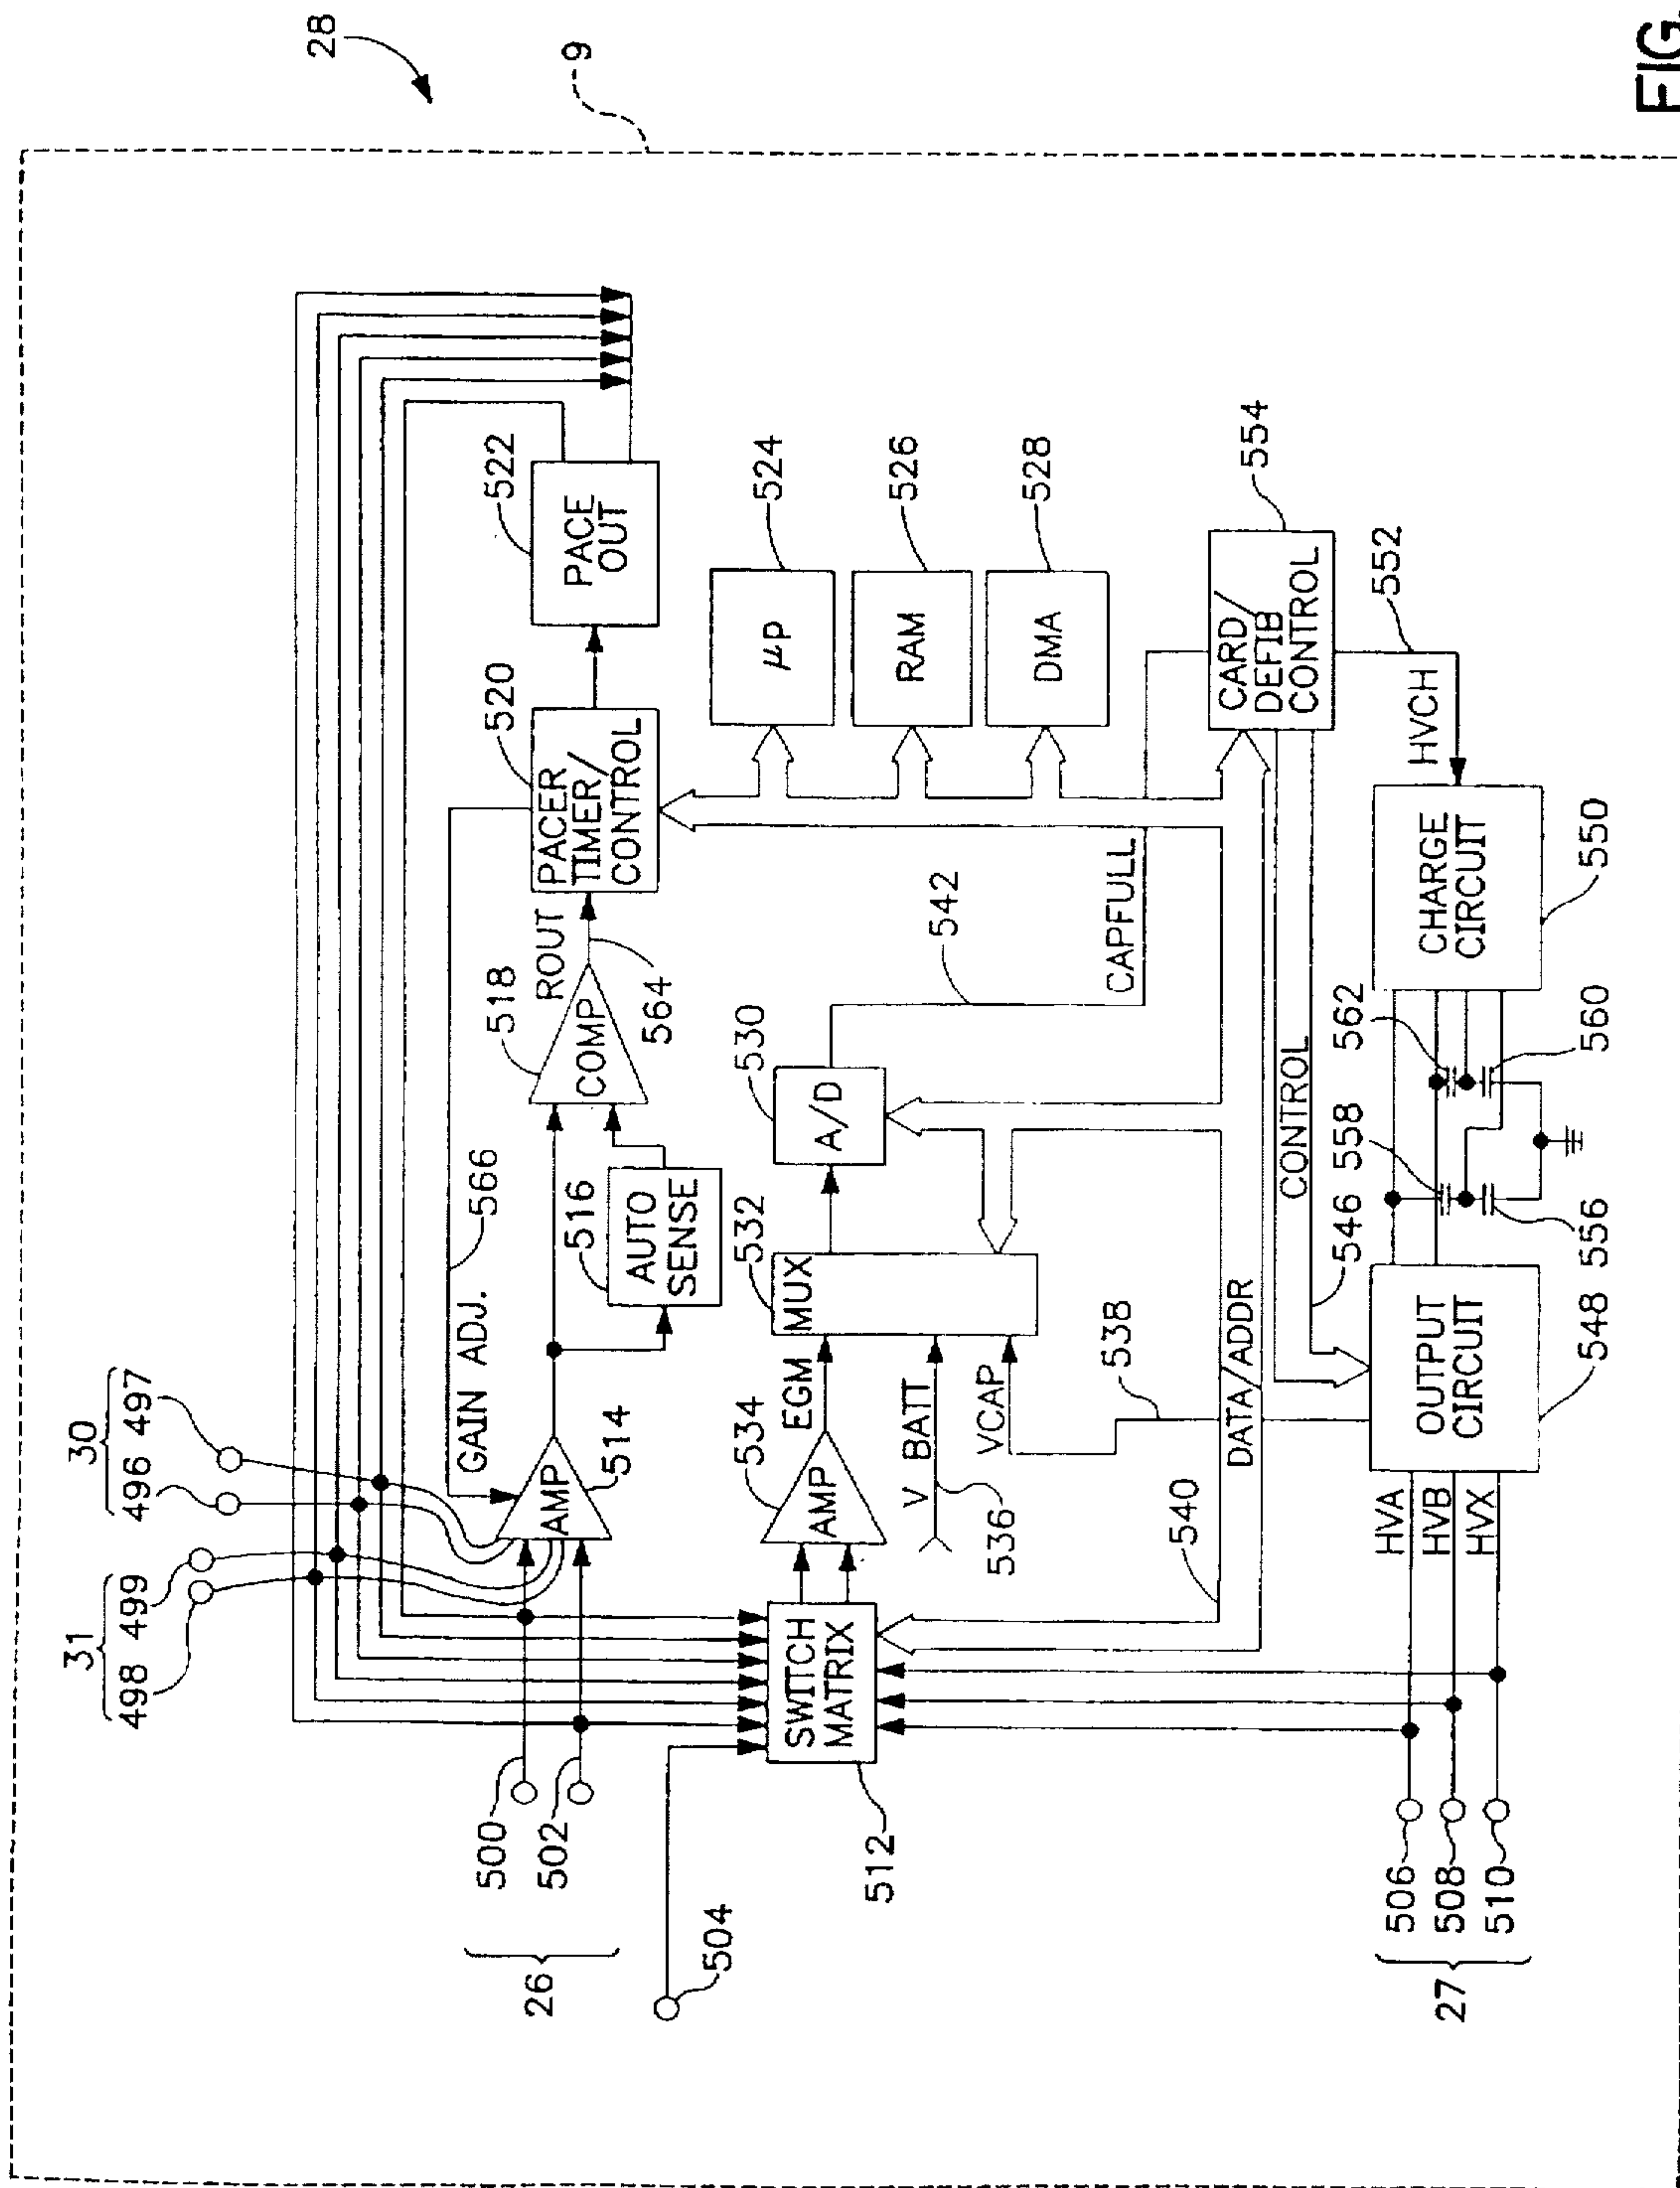 28
9
FIG.
30
496 497
31
498 499
GAIN ADJ.
566
500
502
26
504
AMP
514
516
AUTO
SENSE
518
COMP
ROUT
564
520
PACER
TIMER/
CONTROL
522
PACE
OUT
512
SWITCH
MATRIX
534
AMP
EGM
532
MUX
V BATT
536
VCAP
538
530
A/D
542
CAPFULL
524
μP
526
RAM
528
DMA
540
DATA/ADDR
CONTROL
546
554
CARD/
DEFIB
CONTROL
552
HVCH
506
508
510
27
HVA
HVB
HVX
OUTPUT
CIRCUIT
548
556
558
562
560
CHARGE
CIRCUIT
550